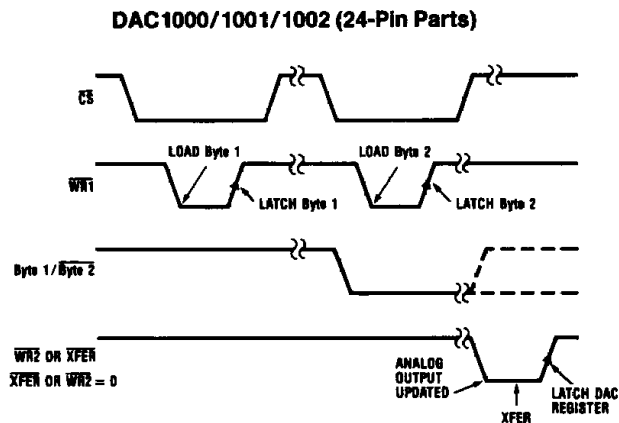 DAC1000/1001/1002 (24-Pin Parts)
CS
LOAD Byte 1
LOAD Byte 2
WR1
LATCH Byte 1
LATCH Byte 2
Byte 1/Byte 2
WR2 OR XFER
XFER OR WR2 = 0
ANALOG
OUTPUT
UPDATED
XFER
LATCH DAC
REGISTER